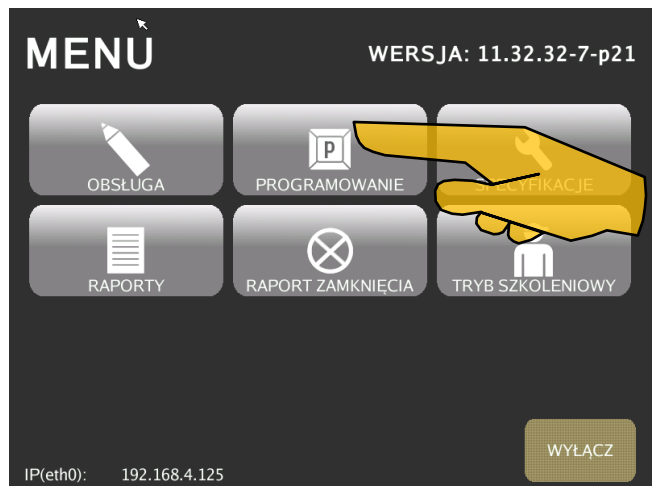 MENU
WERSJA: 11.32.32-7-p21
P
OBSŁUGA
PROGRAMOWANIE
SPECYFIKACJE
RAPORTY
RAPORT ZAMKNIĘCIA
TRYB SZKOLENIOWY
WYŁĄCZ
IP(eth0): 192.168.4.125